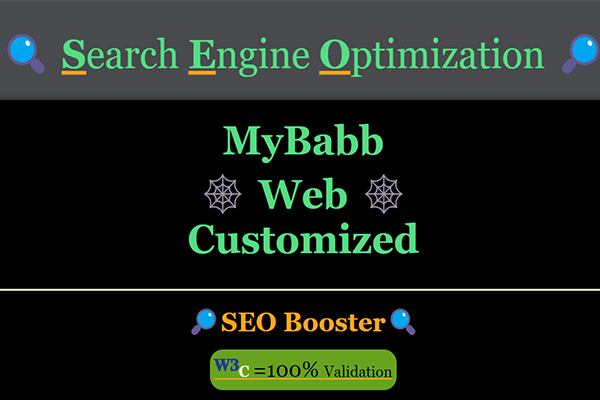 Search Engine Optimization
MyBabb
Web
Customized
SEO Booster
W3C =100% Validation